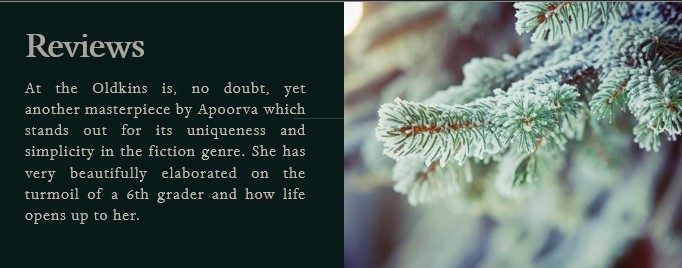 Reviews
At the Oldkins is, no doubt, yet
another masterpiece by Apoorva which
stands out for its uniqueness and
simplicity in the fiction genre. She has
very beautifully elaborated on the
turmoil of a 6th grader and how life
opens up to her.